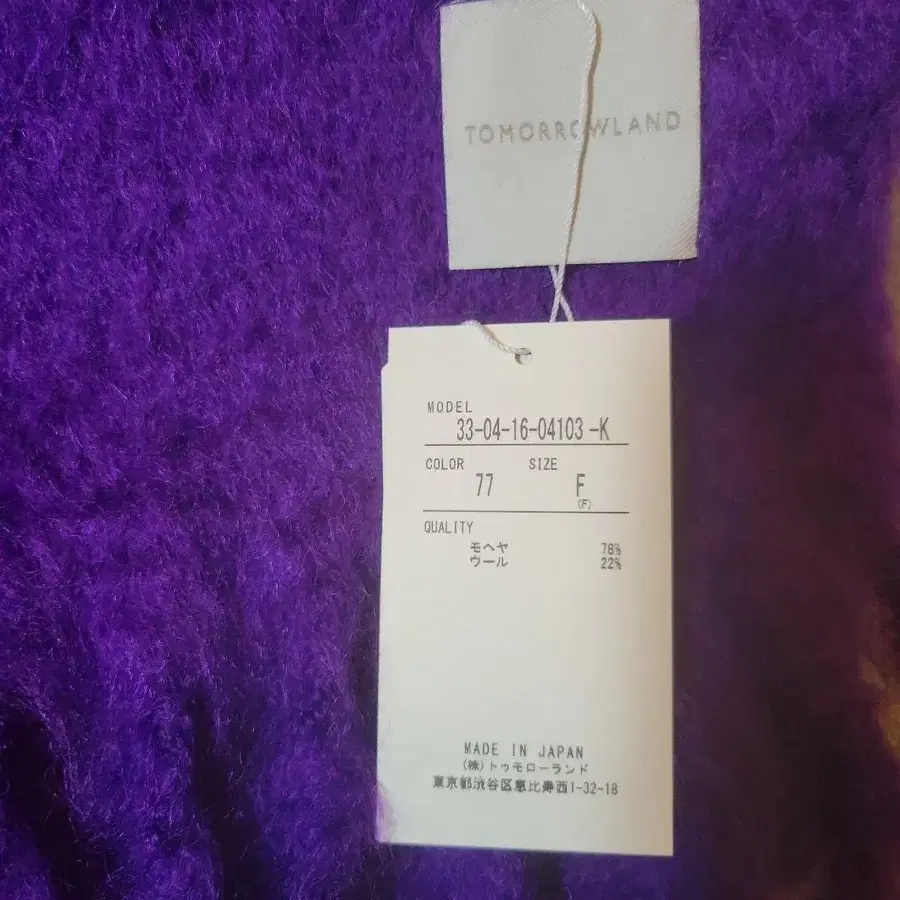 TOMORROWLAND
MODEL
33-04-16-04103-K
COLOR SIZE
77 F
(F)
QUALITY
モヘヤ 78%
ウール 22%
MADE IN JAPAN
(株)トゥモローランド
東京都渋谷区恵比寿西1-32-18